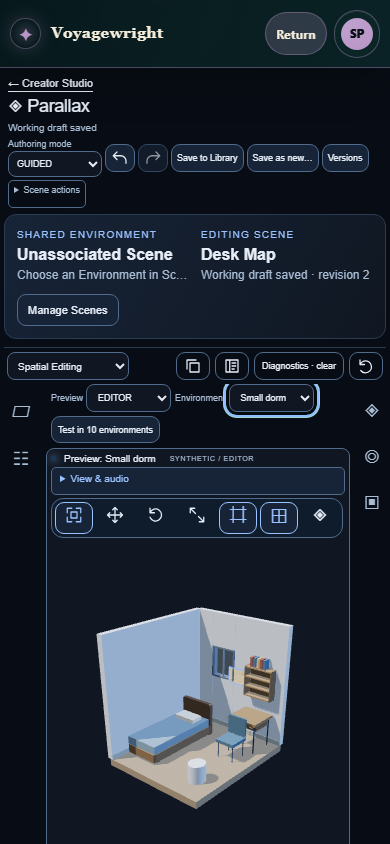 Voyagewright
Return
SP
← Creator Studio
Parallax
Working draft saved
Authoring mode
GUIDED
Save to Library
Save as new…
Versions
Scene actions
SHARED ENVIRONMENT
Unassociated Scene
Choose an Environment in Sc…
EDITING SCENE
Desk Map
Working draft saved · revision 2
Manage Scenes
Spatial Editing
Diagnostics · clear
Preview
EDITOR
Environmen
Small dorm
Test in 10 environments
Preview: Small dorm
SYNTHETIC / EDITOR
View & audio